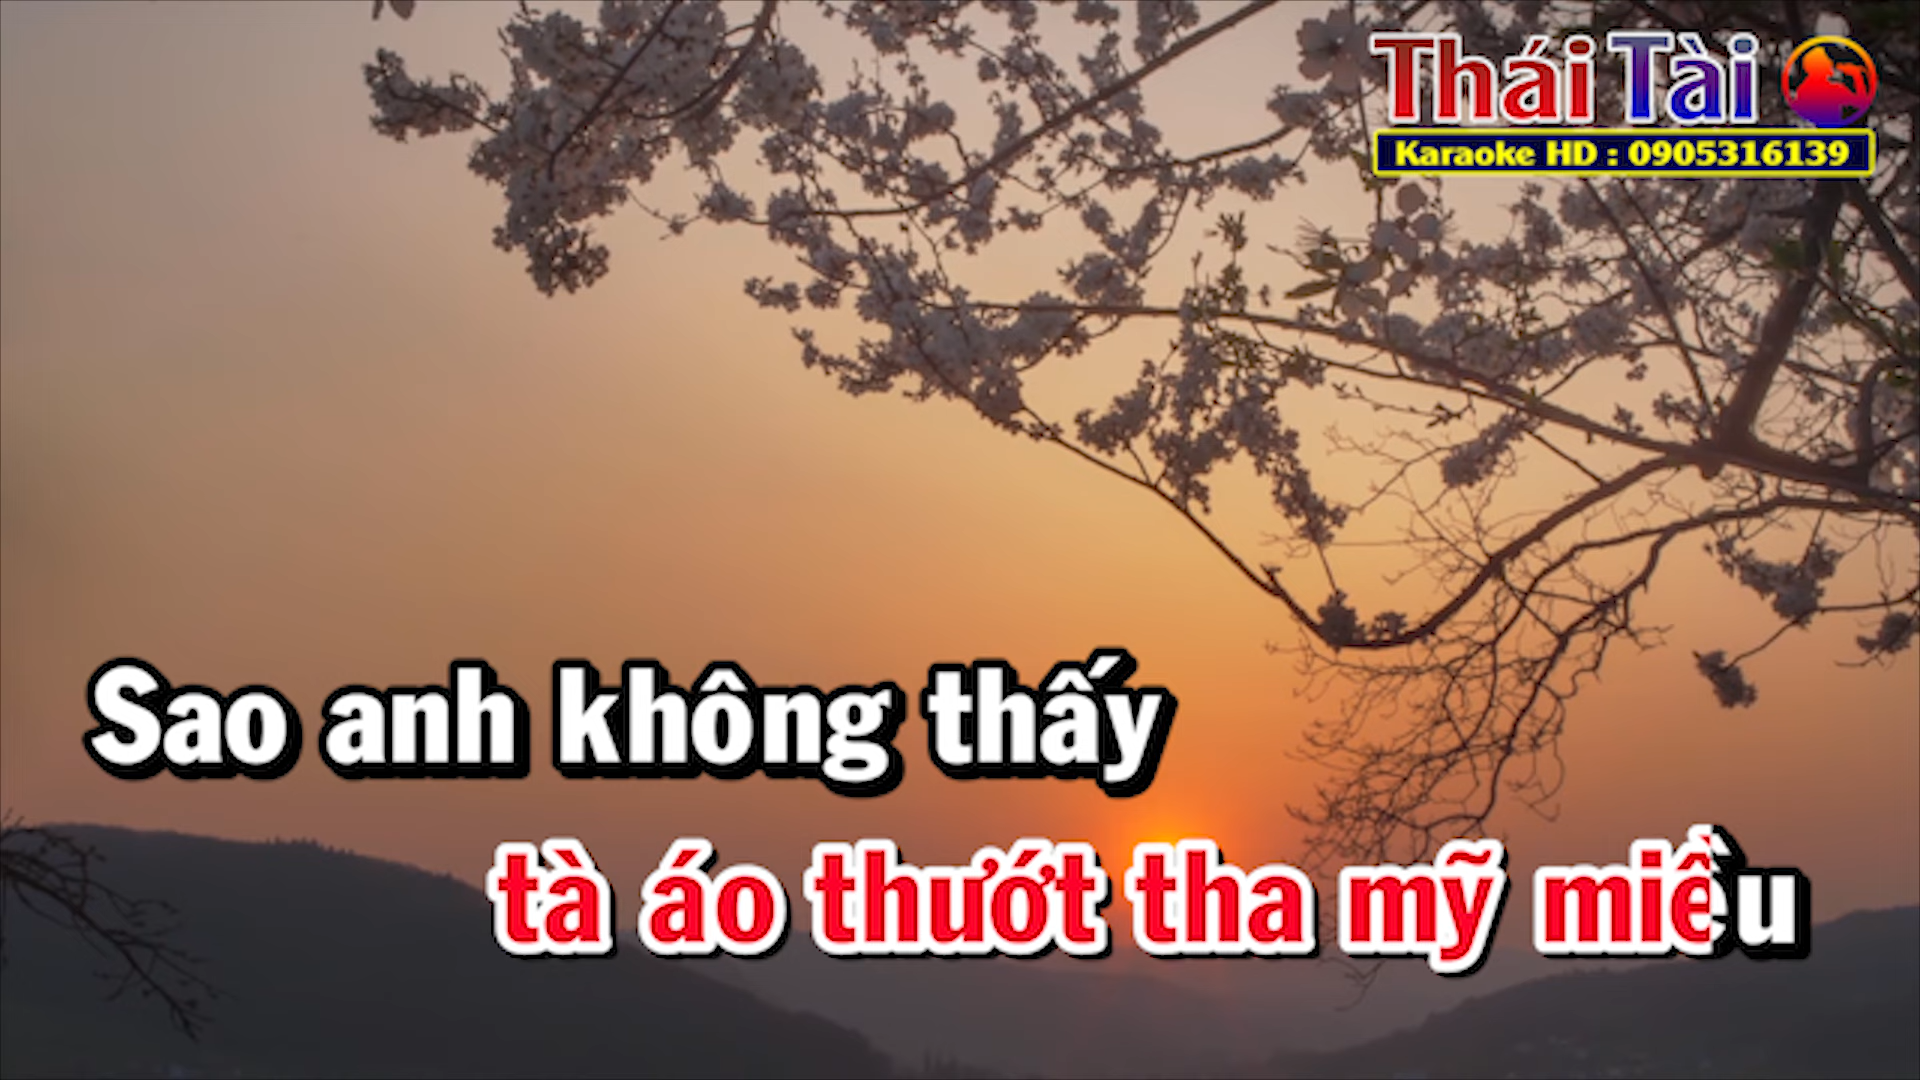 Thái Tài
Karaoke HD : 0905316139
Sao anh không thấy
tà áo thướt tha mỹ miều